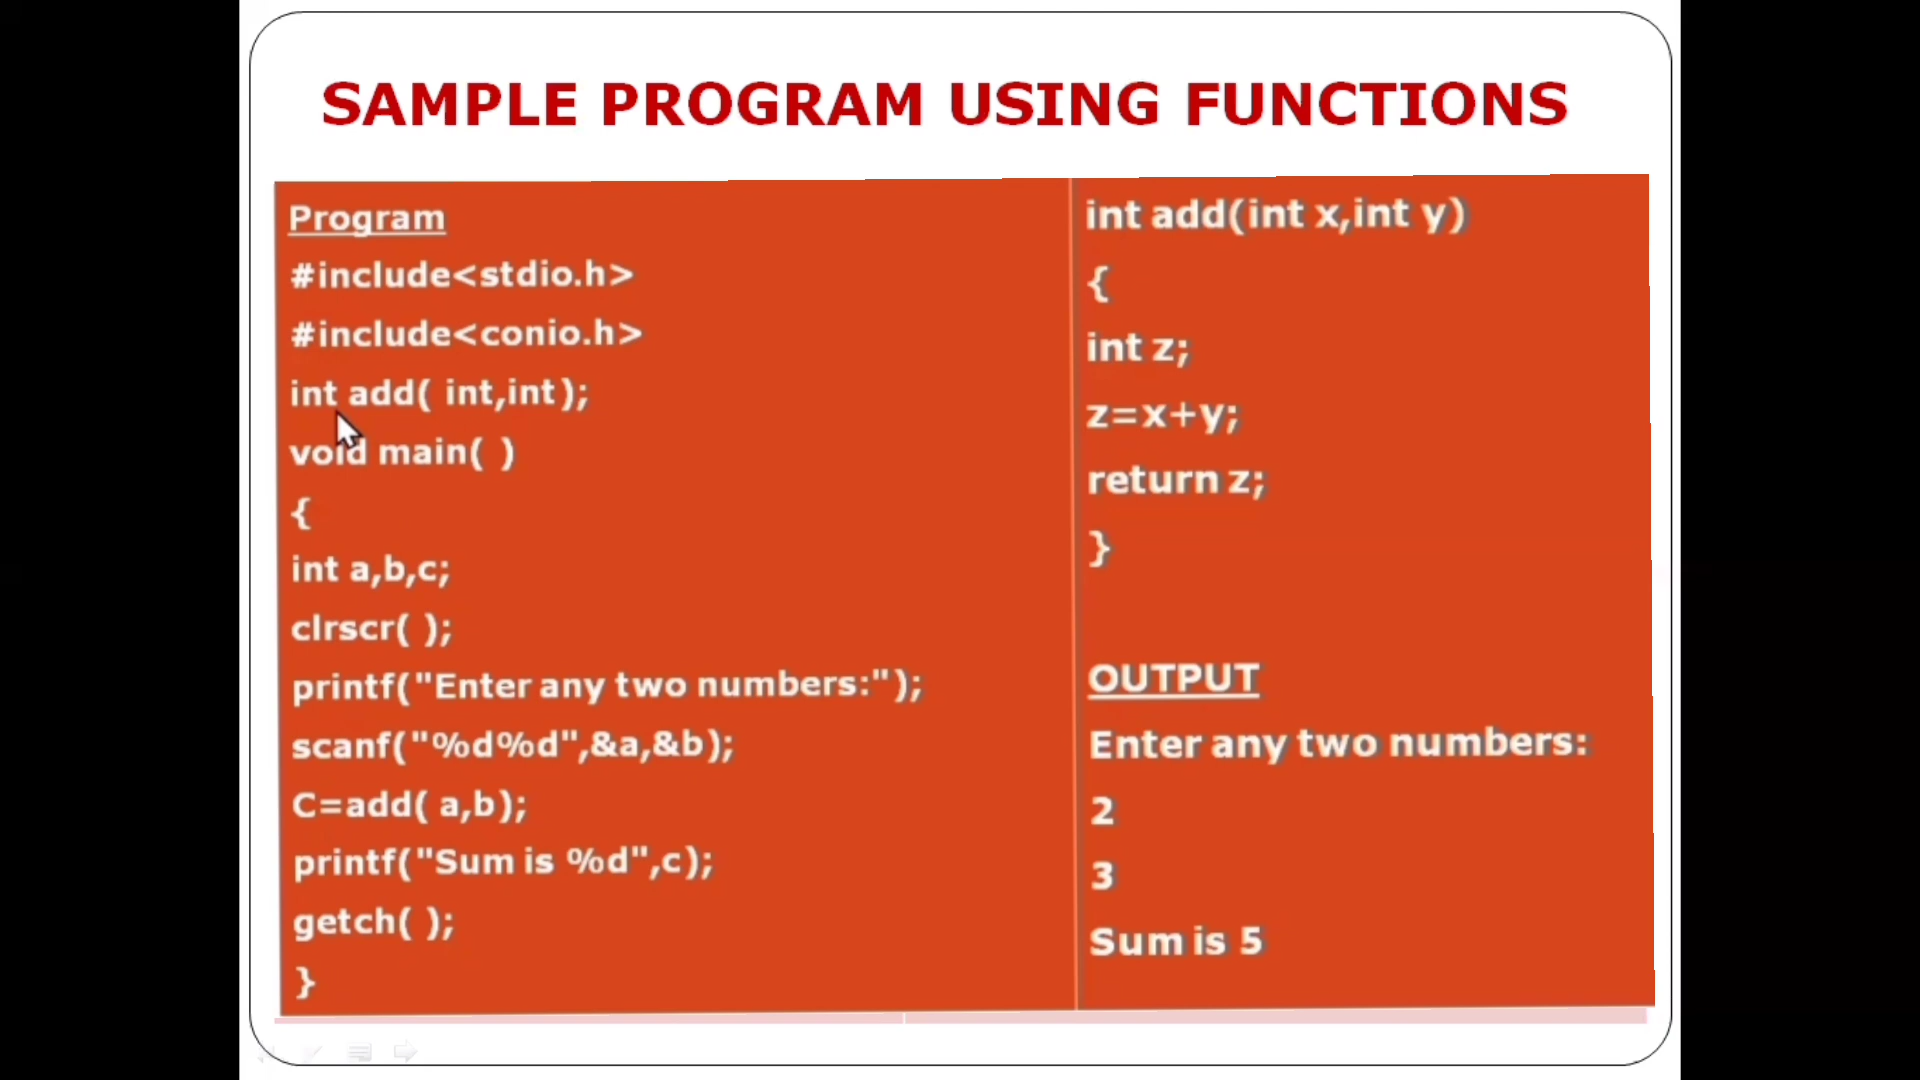 SAMPLE PROGRAM USING FUNCTIONS
Program
#include<stdio.h>
#include<conio.h>
int add( int,int);
void main( )
{
int a,b,c;
clrscr( );
printf("Enter any two numbers:");
scanf("%d%d",&a,&b);
C=add( a,b);
printf("Sum is %d",c);
getch( );
}
int add(int x,int y)
{
int z;
z=x+y;
return z;
}
OUTPUT
Enter any two numbers:
2
3
Sum is 5